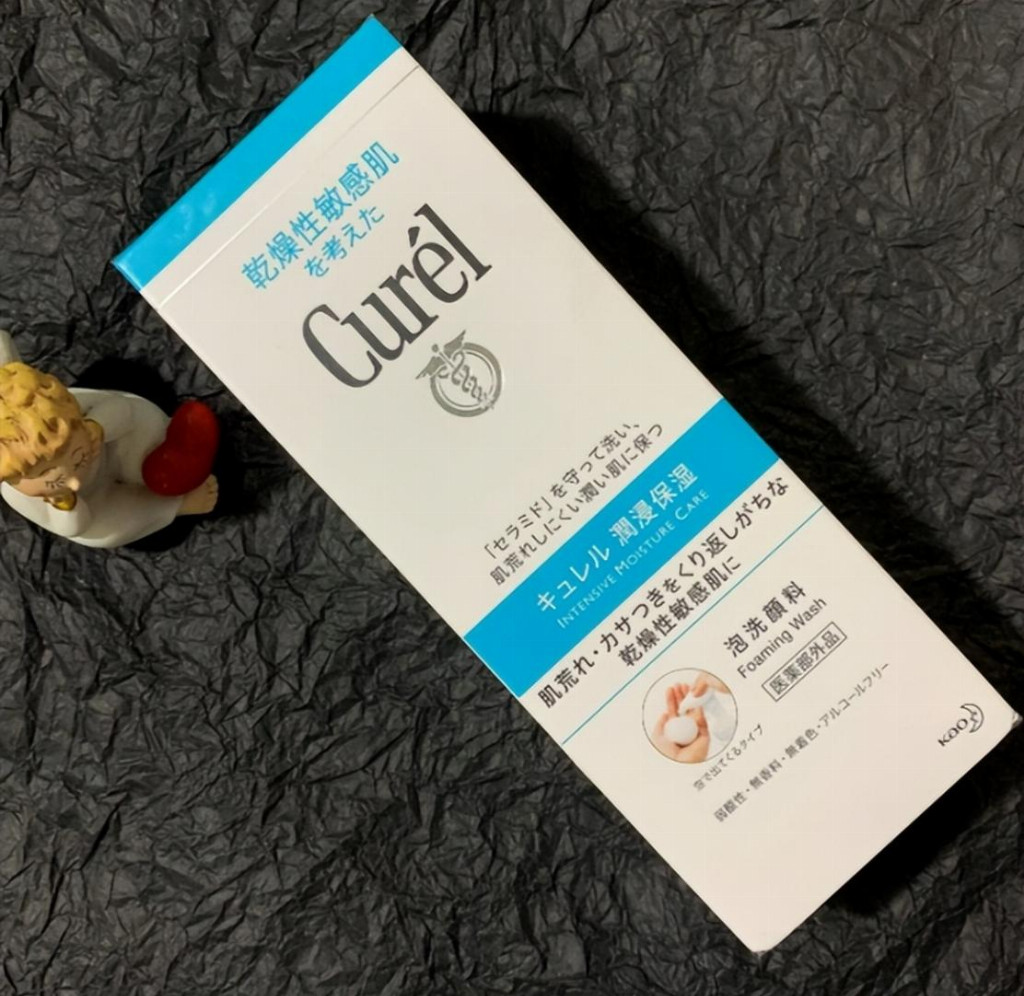 乾燥性敏感肌
を考えた
Curél
「セラミド」を守って洗い、
肌荒れしにくい潤い肌に保つ
キュレル 潤浸保湿
INTENSIVE MOISTURE CARE
肌荒れ・カサつきをくり返しがちな
乾燥性敏感肌に
泡洗顔料
Foaming Wash
医薬部外品
泡で出てくるタイプ
弱酸性・無香料・無着色・アルコールフリー
Kao